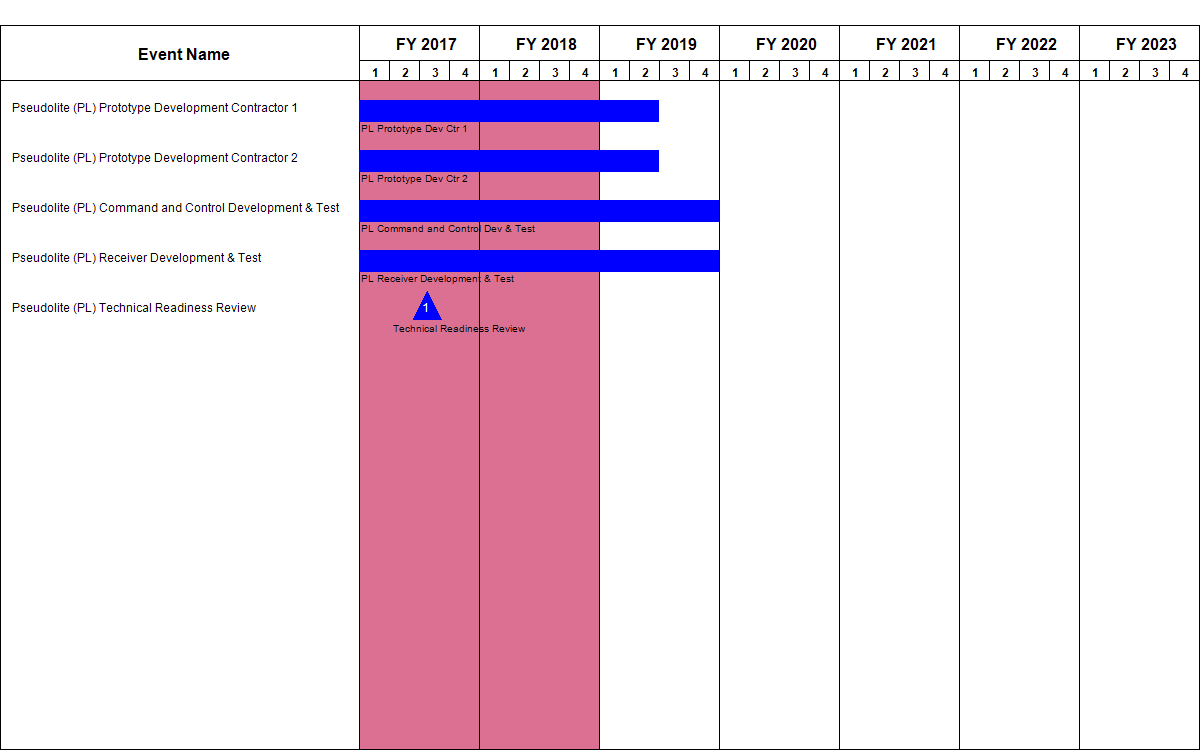 Event Name FY 2017 FY 2018 FY 2019 FY 2020 FY 2021 FY 2022 FY 2023
1 2 3 4 1 2 3 4 1 2 3 4 1 2 3 4 1 2 3 4 1 2 3 4 1 2 3 4
Pseudolite (PL) Prototype Development Contractor 1
PL Prototype Dev Ctr 1
Pseudolite (PL) Prototype Development Contractor 2
PL Prototype Dev Ctr 2
Pseudolite (PL) Command and Control Development & Test
PL Command and Control Dev & Test
Pseudolite (PL) Receiver Development & Test
PL Receiver Development & Test
Pseudolite (PL) Technical Readiness Review
1
Technical Readiness Review